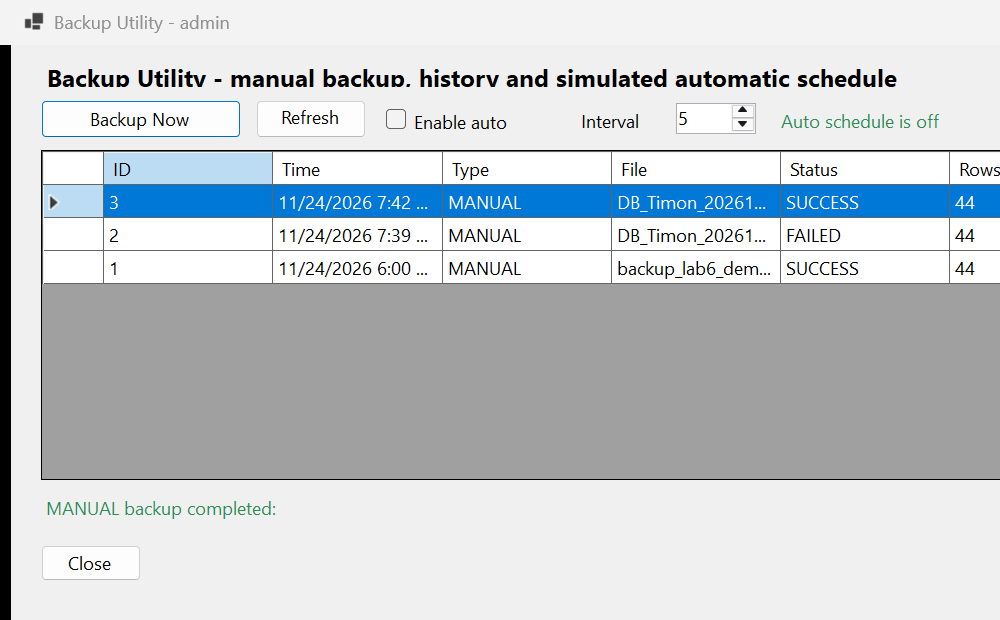 Backup Utility - admin
Backup Utility - manual backup, history and simulated automatic schedule
Backup Now Refresh Enable auto Interval 5 Auto schedule is off
ID Time Type File Status Rows
3 11/24/2026 7:42 ... MANUAL DB_Timon_20261... SUCCESS 44
2 11/24/2026 7:39 ... MANUAL DB_Timon_20261... FAILED 44
1 11/24/2026 6:00 ... MANUAL backup_lab6_dem... SUCCESS 44
MANUAL backup completed:
Close